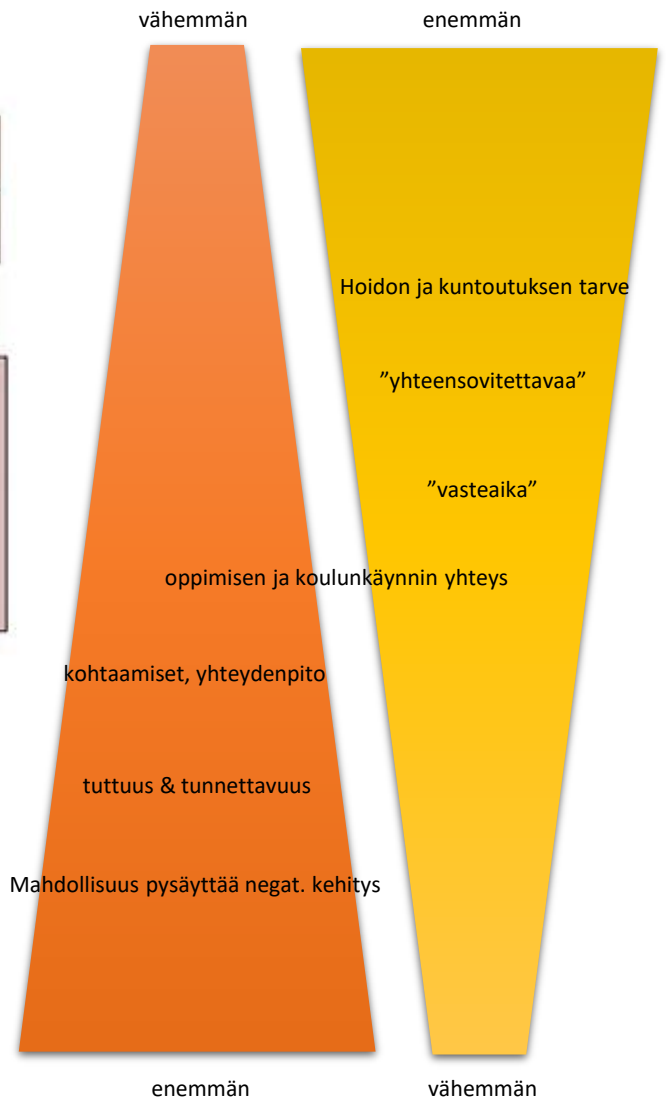 vähemmän
enemmän
Hoidon ja kuntoutuksen tarve
”yhteensovitettavaa”
”vasteaika”
oppimisen ja koulunkäynnin yhteys
kohtaamiset, yhteydenpito
tuttuus & tunnettavuus
Mahdollisuus pysäyttää negat. kehitys
enemmän
vähemmän